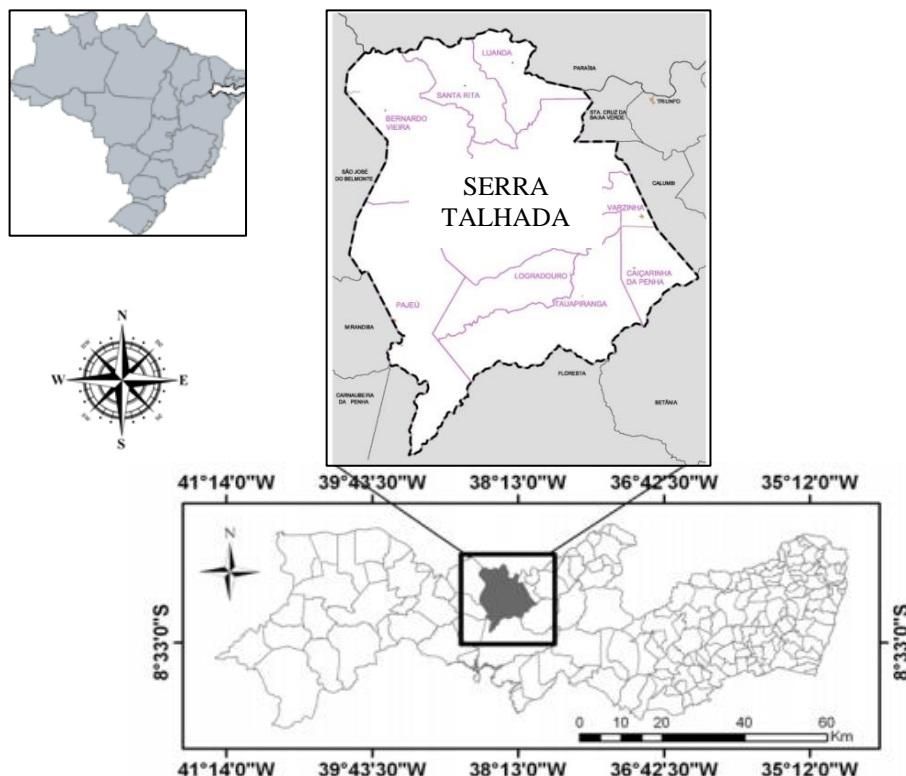 LUANDA
PARAÍBA
SANTA RITA
TRIUNFO
STA. CRUZ DA
BAIXA VERDE
BERNARDO
VIEIRA
SÃO JOSÉ
DO BELMONTE
CALUMBI
SERRA
TALHADA
VARZINHA
LOGRADOURO
CAIÇARINHA
DA PENHA
PAJEÚ
TAUAPIRANGA
MIRANDIBA
FLORESTA
CARNAUBEIRA
DA PENHA
BETÂNIA
N
W E
S
41°14'0"W 39°43'30"W 38°13'0"W 36°42'30"W 35°12'0"W
N
8°33'0"S 8°33'0"S
0 10 20 40 60
Km
41°14'0"W 39°43'30"W 38°13'0"W 36°42'30"W 35°12'0"W